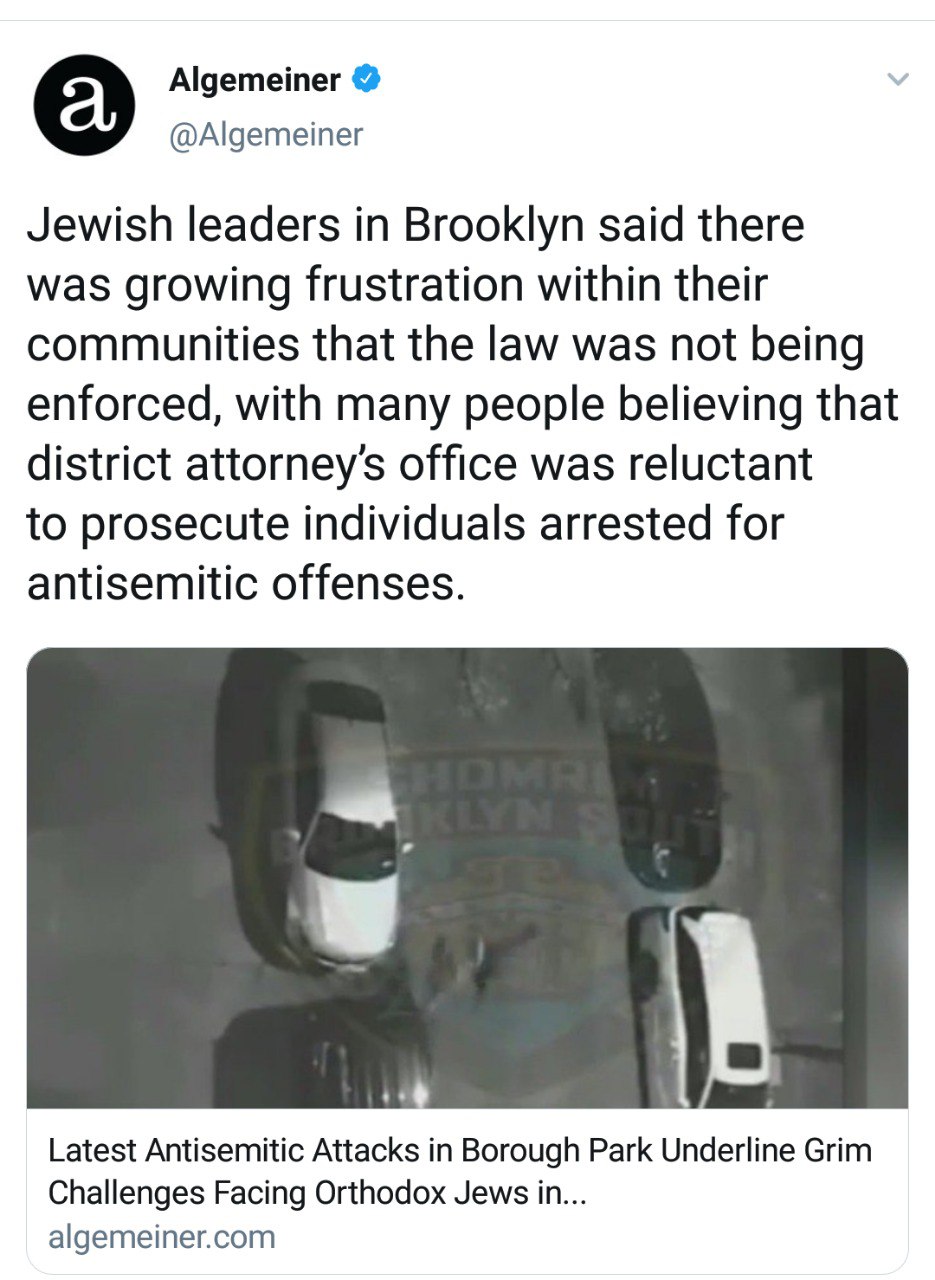 a
Algemeiner
@Algemeiner
Jewish leaders in Brooklyn said there
was growing frustration within their
communities that the law was not being
enforced, with many people believing that
district attorney's office was reluctant
to prosecute individuals arrested for
antisemitic offenses.
Latest Antisemitic Attacks in Borough Park Underline Grim
Challenges Facing Orthodox Jews in...
algemeiner.com